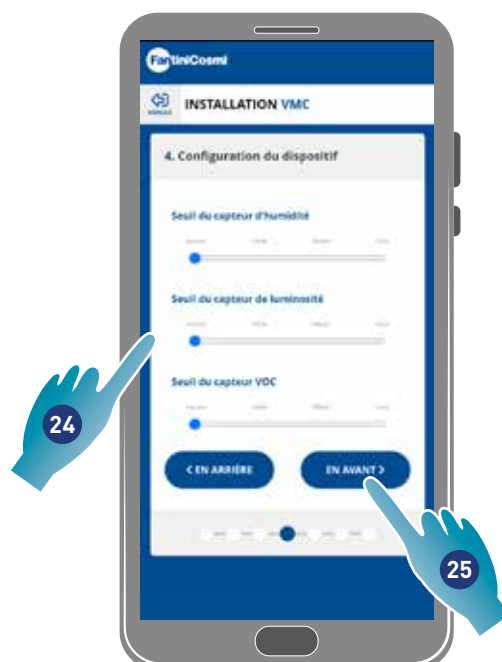 FantiniCosmi
INSTALLATION VMC
4. Configuration du dispositif
Seuil du capteur d'humidité
Seuil du capteur de luminosité
Seuil du capteur VOC
24
< EN ARRIÈRE
EN AVANT >
25